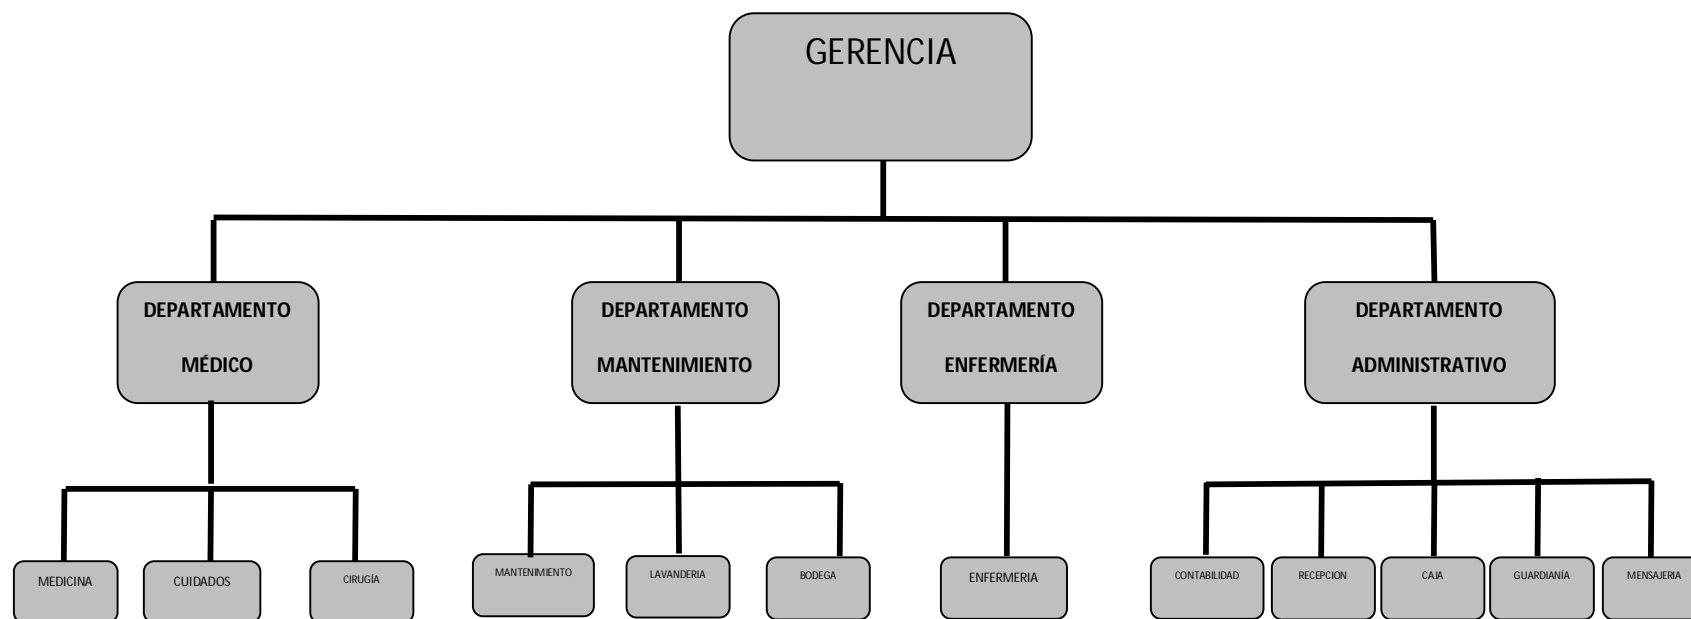 GERENCIA
DEPARTAMENTO
MÉDICO
DEPARTAMENTO
MANTENIMIENTO
DEPARTAMENTO
ENFERMERÍA
DEPARTAMENTO
ADMINISTRATIVO
MEDICINA
CUIDADOS
CIRUGÍA
MANTENIMIENTO
LAVANDERIA
BODEGA
ENFERMERIA
CONTABILIDAD
RECEPCION
CAJA
GUARDIANÍA
MENSAJERIA